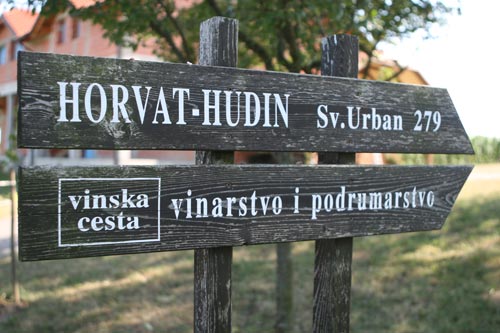 HORVAT-HUDIN Sv.Urban 279
vinska
cesta
vinarstvo i podrumarstvo